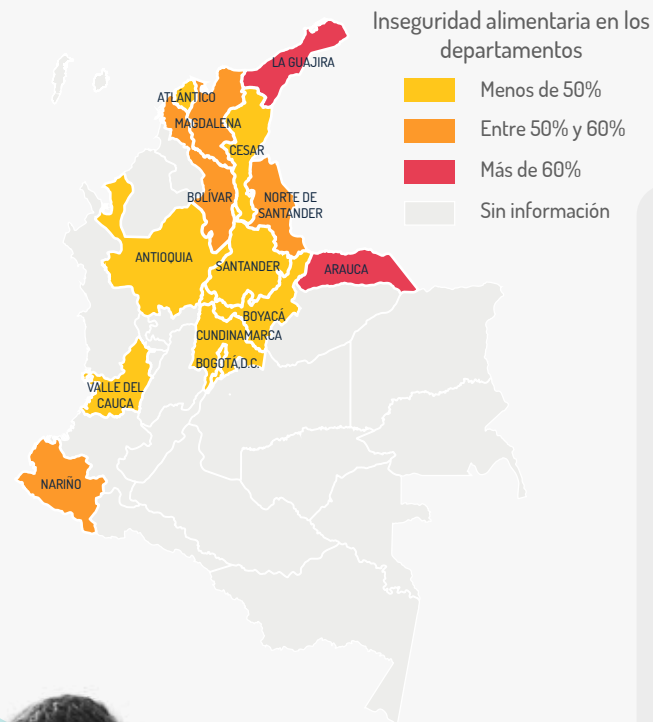 Inseguridad alimentaria en los
departamentos
Menos de 50%
Entre 50% y 60%
Más de 60%
Sin información
LA GUAJIRA
ATLÁNTICO
MAGDALENA
CESAR
BOLÍVAR
NORTE DE
SANTANDER
ANTIOQUIA
SANTANDER
ARAUCA
BOYACÁ
CUNDINAMARCA
BOGOTÁ,D.C.
VALLE DEL
CAUCA
NARIÑO